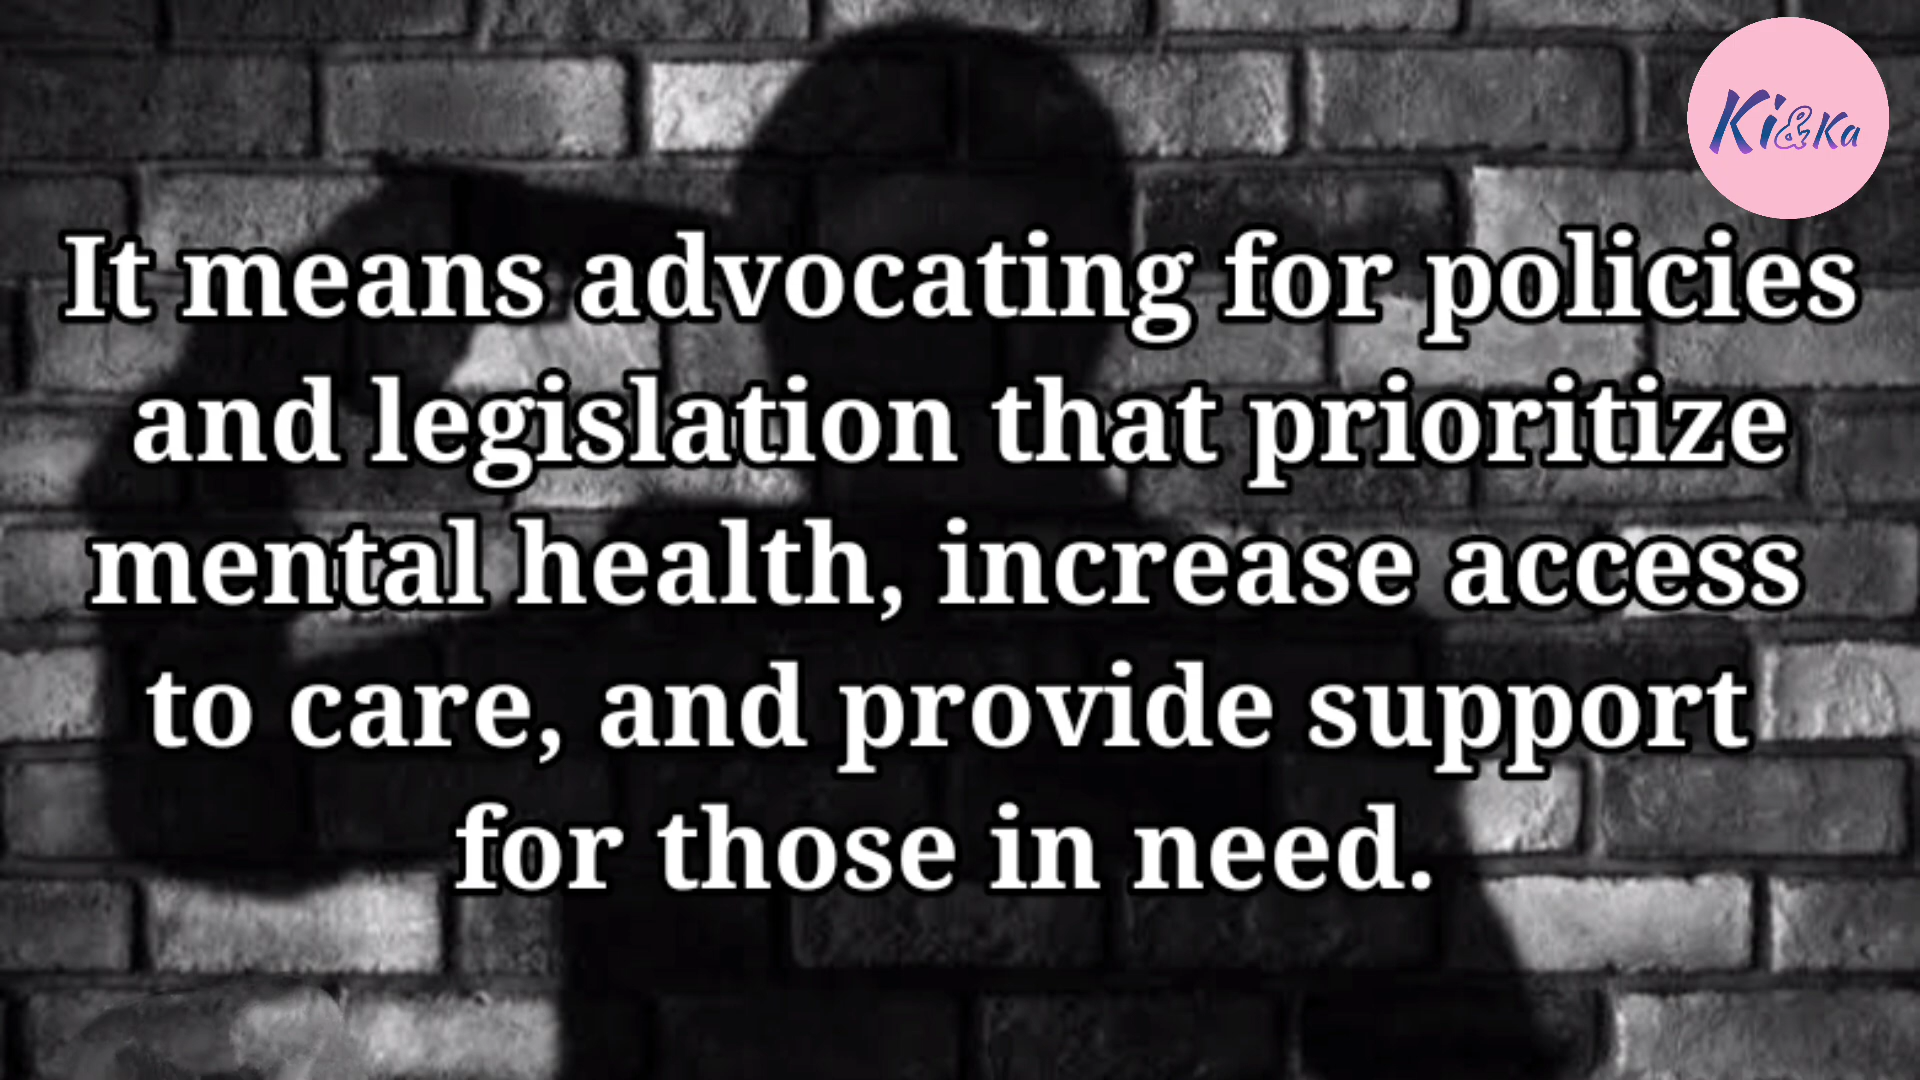 Ki&Ka
It means advocating for policies
and legislation that prioritize
mental health, increase access
to care, and provide support
for those in need.